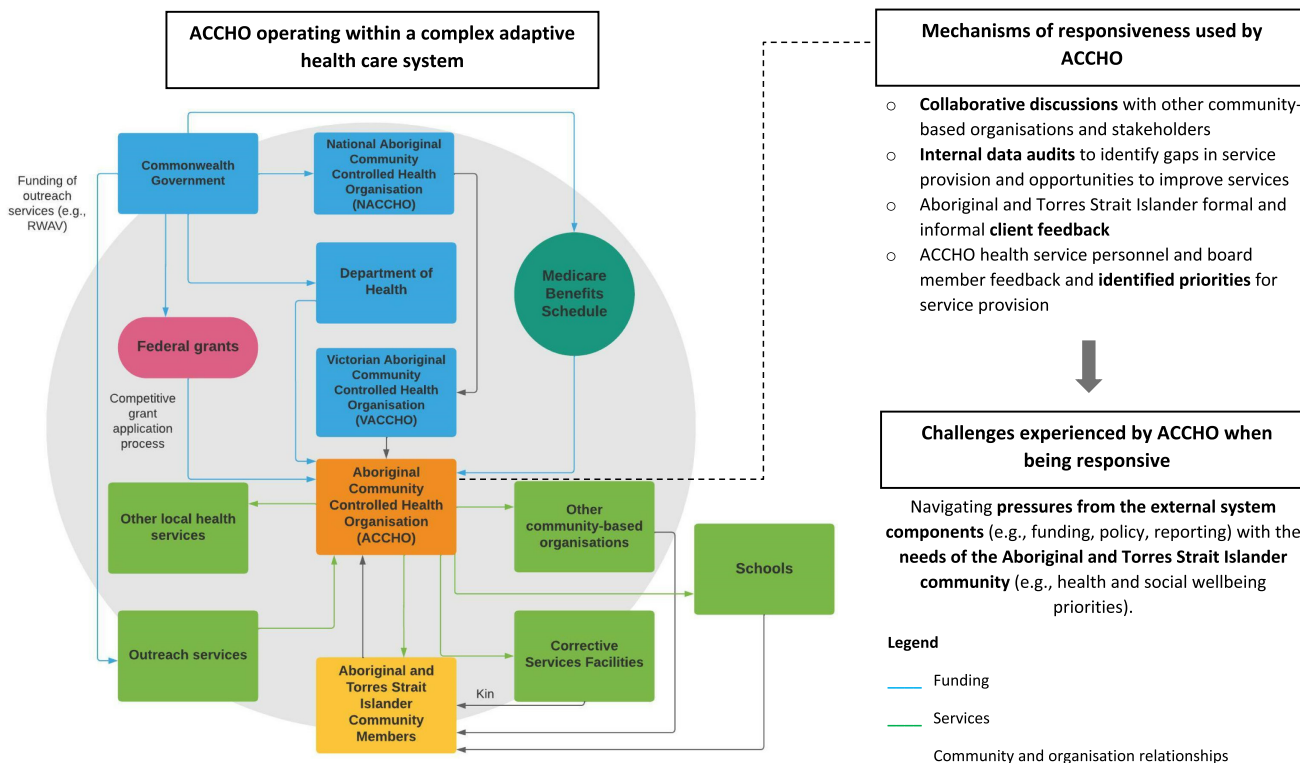 ACCHO operating within a complex adaptive
health care system
Commonwealth
Government
National Aboriginal
Community
Controlled Health
Organisation
(NACCHO)
Funding of
outreach
services (e.g.,
RWAV)
Department of
Health
Medicare
Benefits
Schedule
Federal grants
Victorian Aboriginal
Community
Controlled Health
Organisation
(VACCHO)
Competitive
grant
application
process
Aboriginal
Community
Controlled Health
Organisation
(ACCHO)
Other local health
services
Other
community-based
organisations
Schools
Outreach services
Corrective
Services Facilities
Aboriginal and
Torres Strait
Islander
Community
Members
Kin
Mechanisms of responsiveness used by
ACCHO
o Collaborative discussions with other community-
based organisations and stakeholders
o Internal data audits to identify gaps in service
provision and opportunities to improve services
o Aboriginal and Torres Strait Islander formal and
informal client feedback
o ACCHO health service personnel and board
member feedback and identified priorities for
service provision
Challenges experienced by ACCHO when
being responsive
Navigating pressures from the external system
components (e.g., funding, policy, reporting) with the
needs of the Aboriginal and Torres Strait Islander
community (e.g., health and social wellbeing
priorities).
Legend
Funding
Services
Community and organisation relationships